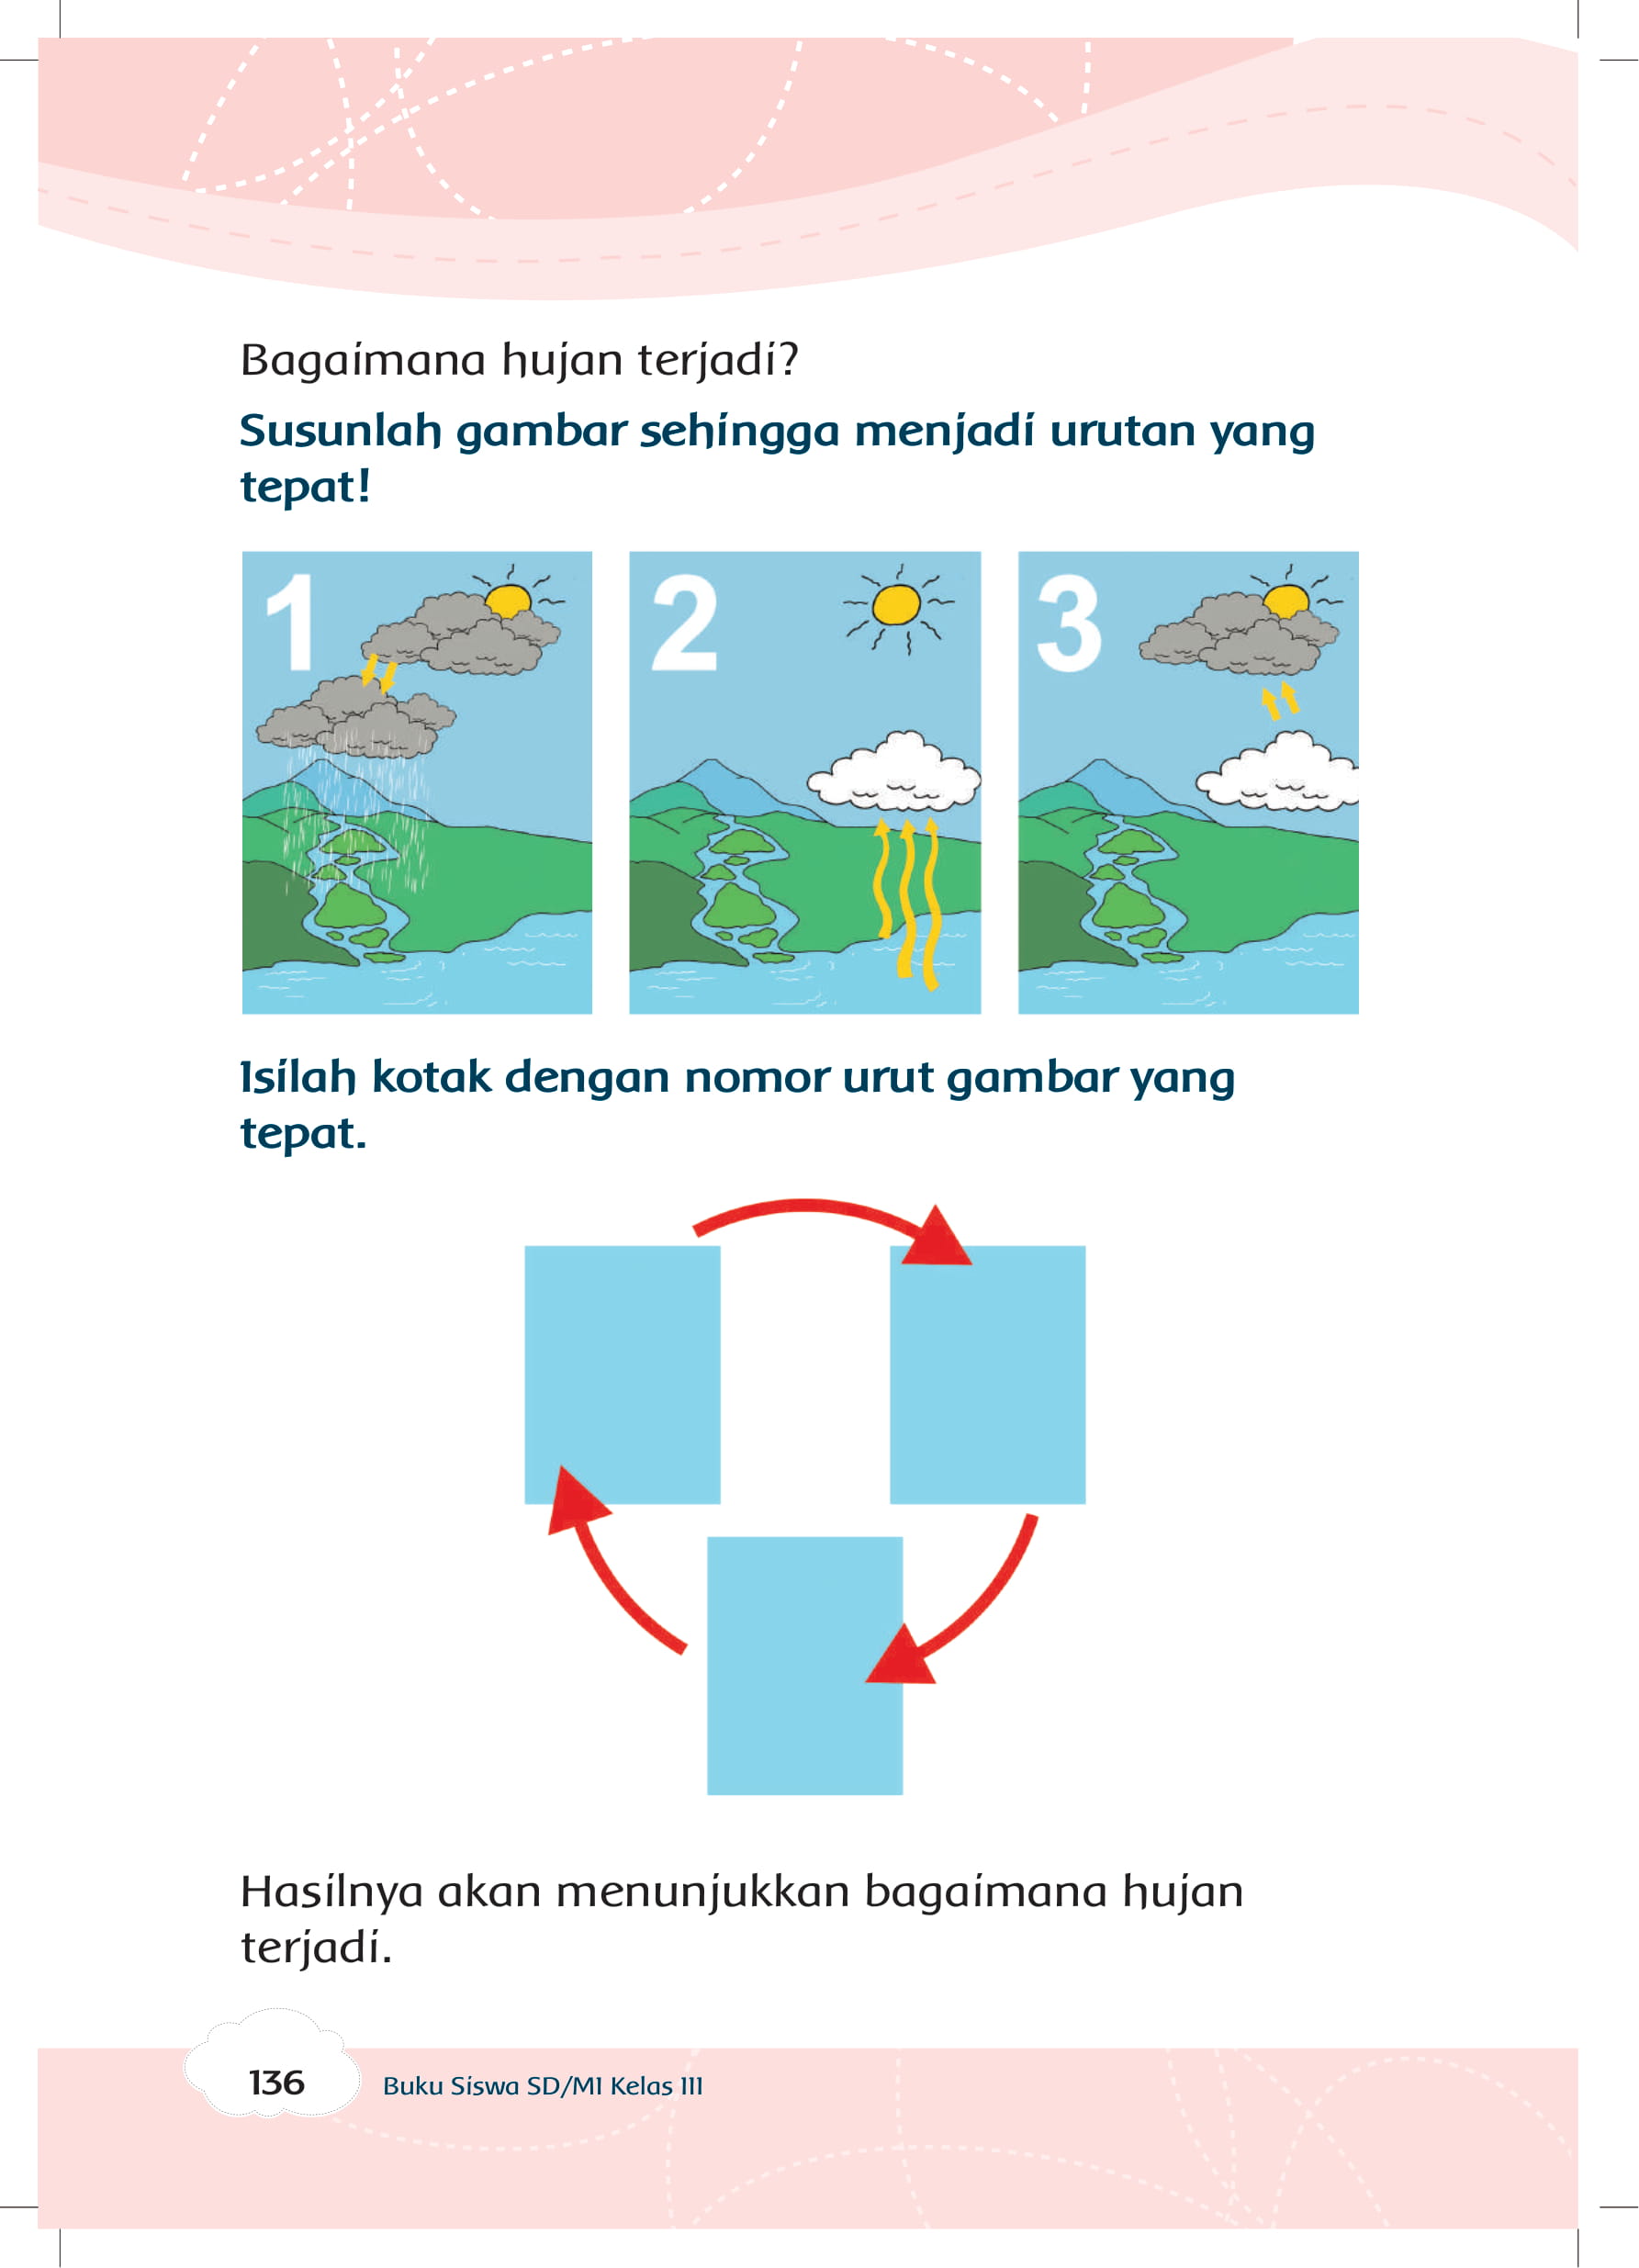 Bagaimana hujan terjadi?
Susunlah gambar sehingga menjadi urutan yang
tepat!
1 2 3
Isilah kotak dengan nomor urut gambar yang
tepat.
Hasilnya akan menunjukkan bagaimana hujan
terjadi.
136 Buku Siswa SD/MI Kelas III